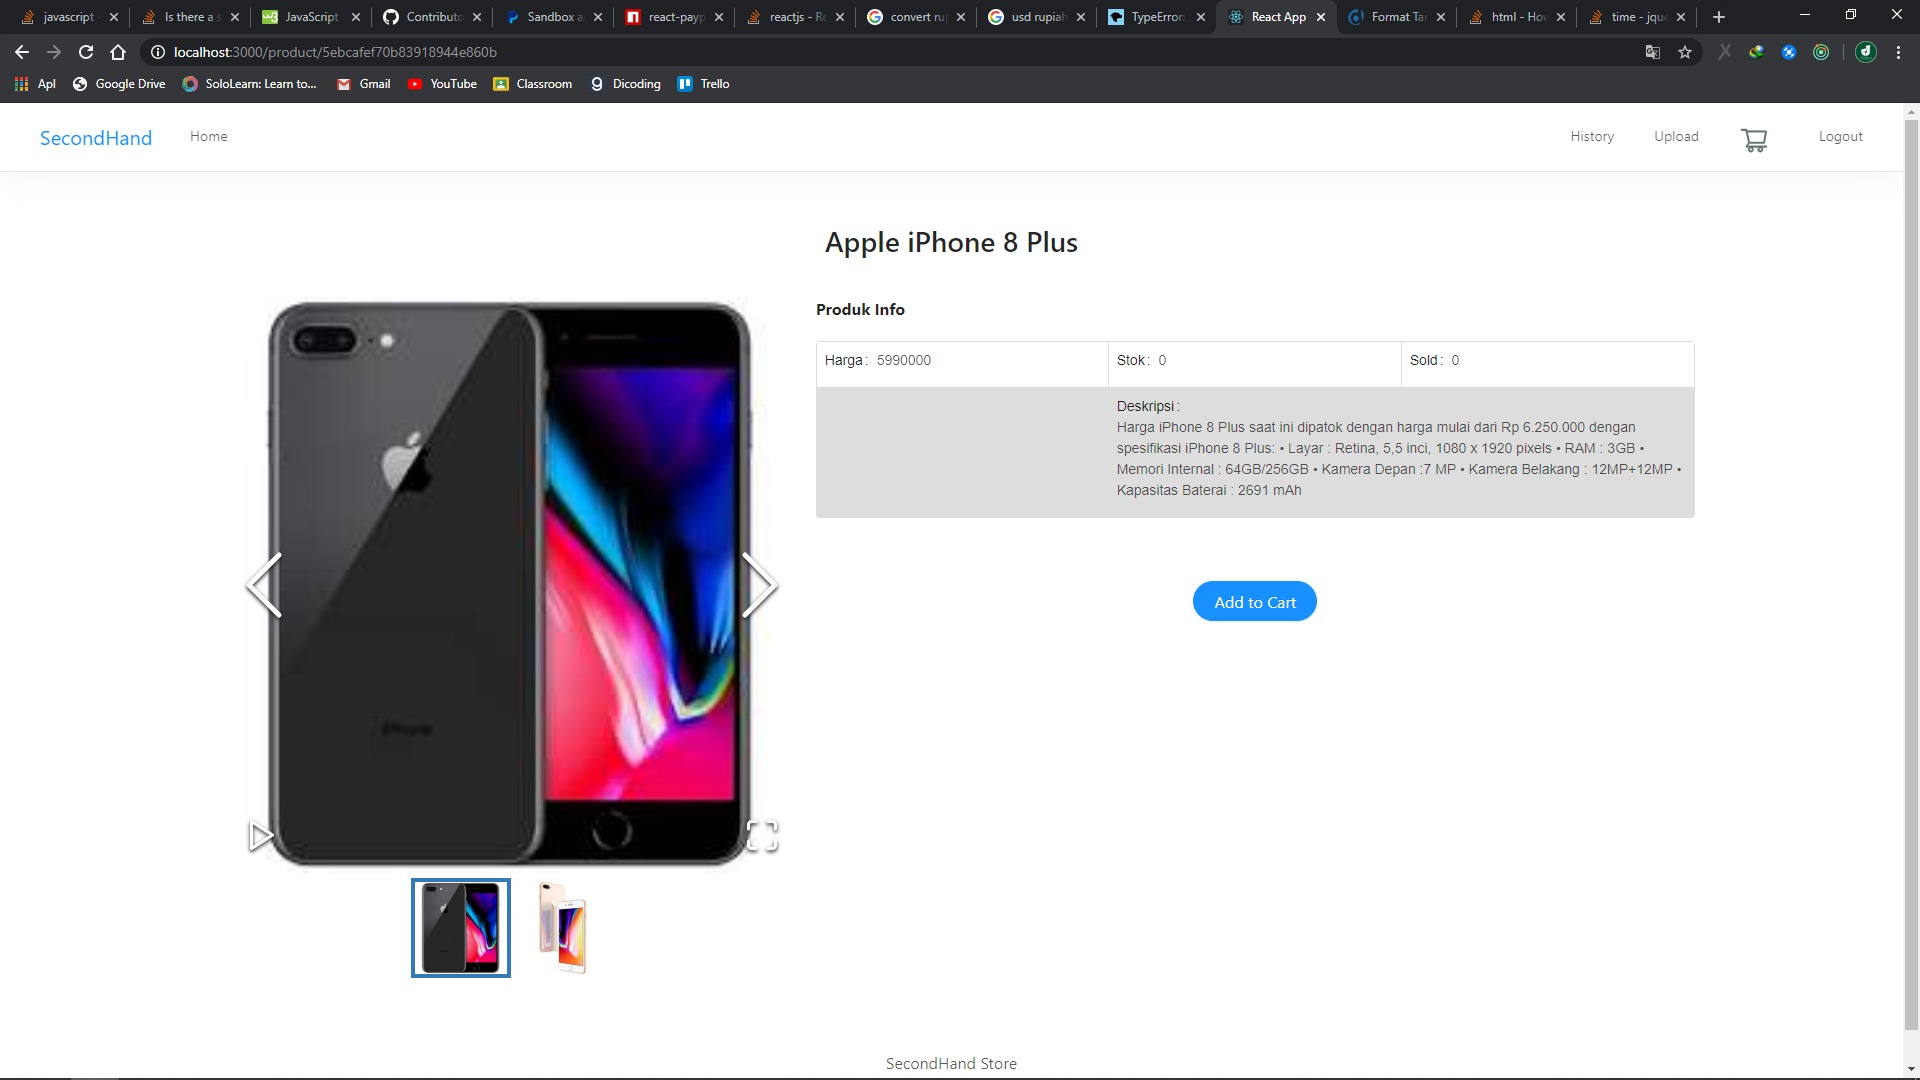 javascript
Is there a s
JavaScript
Contributo
Sandbox a
react-payp
reactjs - Re
convert ru
usd rupiah
TypeError:
React App
Format Ta
html - How
time - jque
localhost:3000/product/5ebcafef70b83918944e860b
Apl Google Drive SoloLearn: Learn to... Gmail YouTube Classroom Dicoding Trello
SecondHand Home History Upload Logout
Apple iPhone 8 Plus
Produk Info
Harga : 5990000 Stok : 0 Sold : 0
Deskripsi :
Harga iPhone 8 Plus saat ini dipatok dengan harga mulai dari Rp 6.250.000 dengan
spesifikasi iPhone 8 Plus: • Layar : Retina, 5,5 inci, 1080 x 1920 pixels • RAM : 3GB •
Memori Internal : 64GB/256GB • Kamera Depan :7 MP • Kamera Belakang : 12MP+12MP •
Kapasitas Baterai : 2691 mAh
Add to Cart
iPhone
SecondHand Store